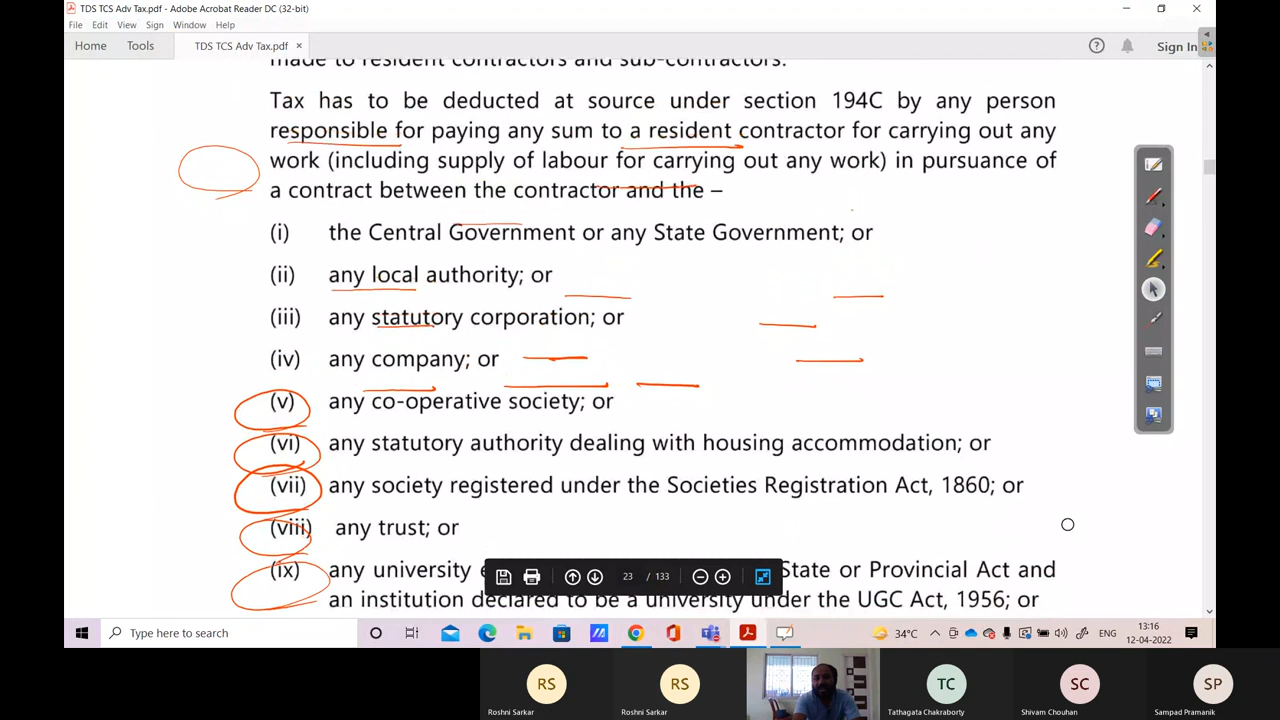 TDS TCS Adv Tax.pdf - Adobe Acrobat Reader DC (32-bit)
File Edit View Sign Window Help
Home Tools TDS TCS Adv Tax.pdf × Sign In
made to resident contractors and sub-contractors.
Tax has to be deducted at source under section 194C by any person
responsible for paying any sum to a resident contractor for carrying out any
work (including supply of labour for carrying out any work) in pursuance of
a contract between the contractor and the –
(i) the Central Government or any State Government; or
(ii) any local authority; or
(iii) any statutory corporation; or
(iv) any company; or
(v) any co-operative society; or
(vi) any statutory authority dealing with housing accommodation; or
(vii) any society registered under the Societies Registration Act, 1860; or
(viii) any trust; or
(ix) any university e State or Provincial Act and
23 / 133
an institution declared to be a university under the UGC Act, 1956; or
Type here to search
34°C ENG 13:16
12-04-2022
RS RS TC SC SP
Roshni Sarkar Roshni Sarkar Tathagata Chakraborty Shivam Chouhan Sampad Pramanik